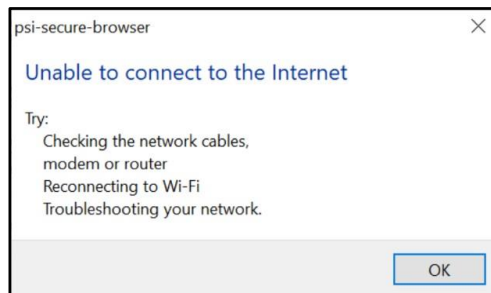 psi-secure-browser
Unable to connect to the Internet
Try:
Checking the network cables,
modem or router
Reconnecting to Wi-Fi
Troubleshooting your network.
OK